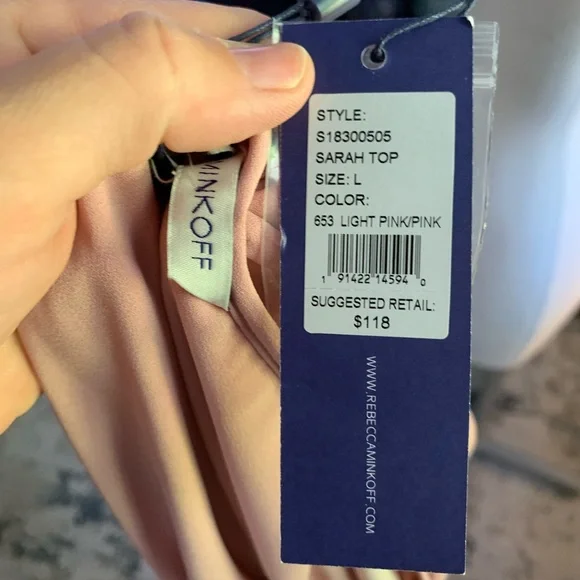 MINKOFF
STYLE:
S18300505
SARAH TOP
SIZE: L
COLOR:
653 LIGHT PINK/PINK
1 91422 14594 0
SUGGESTED RETAIL:
$118
WWW.REBECCAMINKOFF.COM